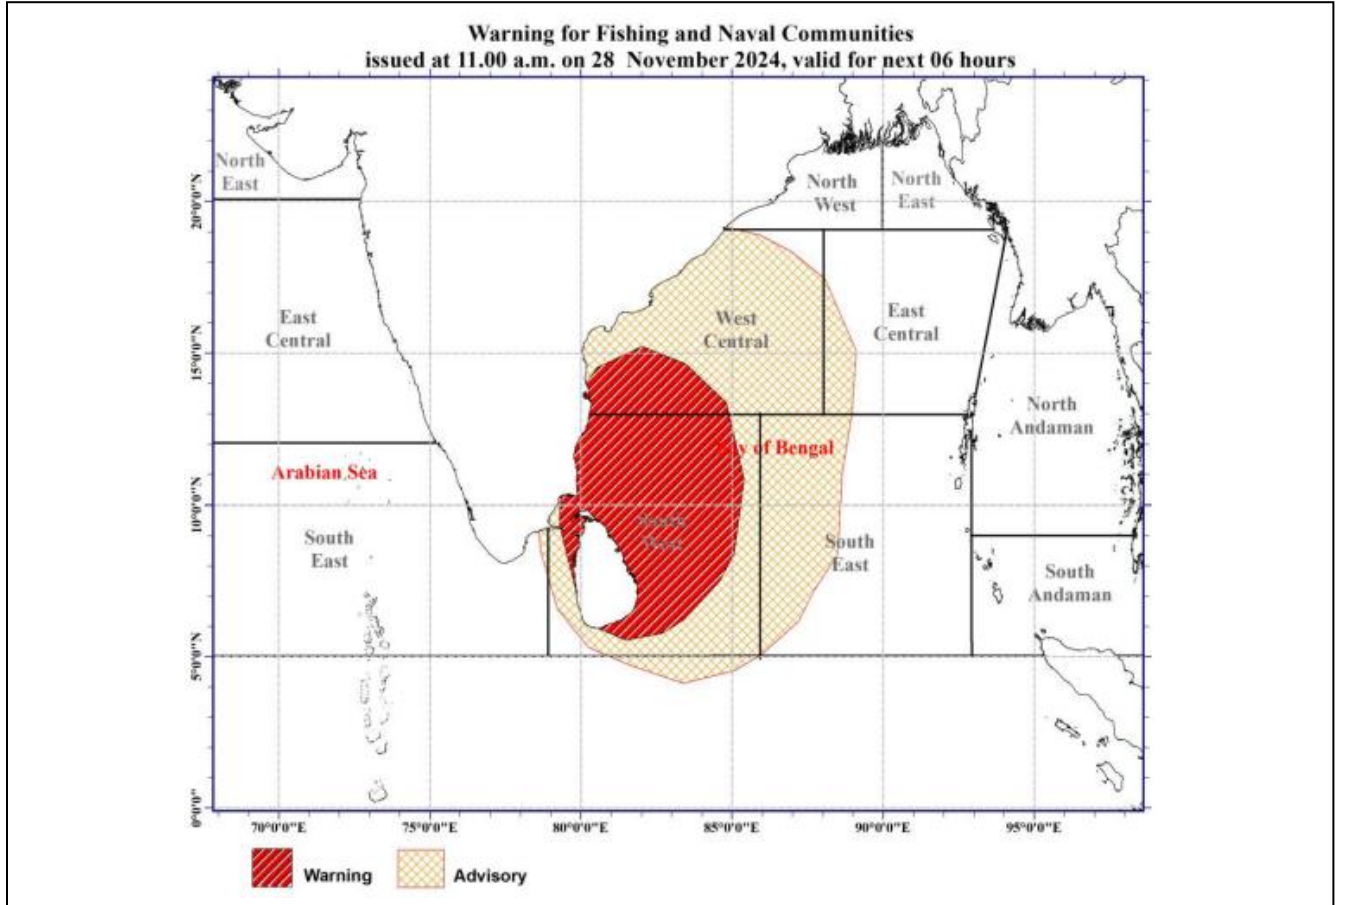 Warning for Fishing and Naval Communities
issued at 11.00 a.m. on 28 November 2024, valid for next 06 hours
North
East
North
West
North
East
20°0'0"N
East
Central
West
Central
East
Central
15°0'0"N
North
Andaman
Arabian Sea
Bay of Bengal
10°0'0"N
South
East
South
West
South
East
South
Andaman
5°0'0"N
0°0'0"
70°0'0"E
75°0'0"E
80°0'0"E
85°0'0"E
90°0'0"E
95°0'0"E
Warning
Advisory